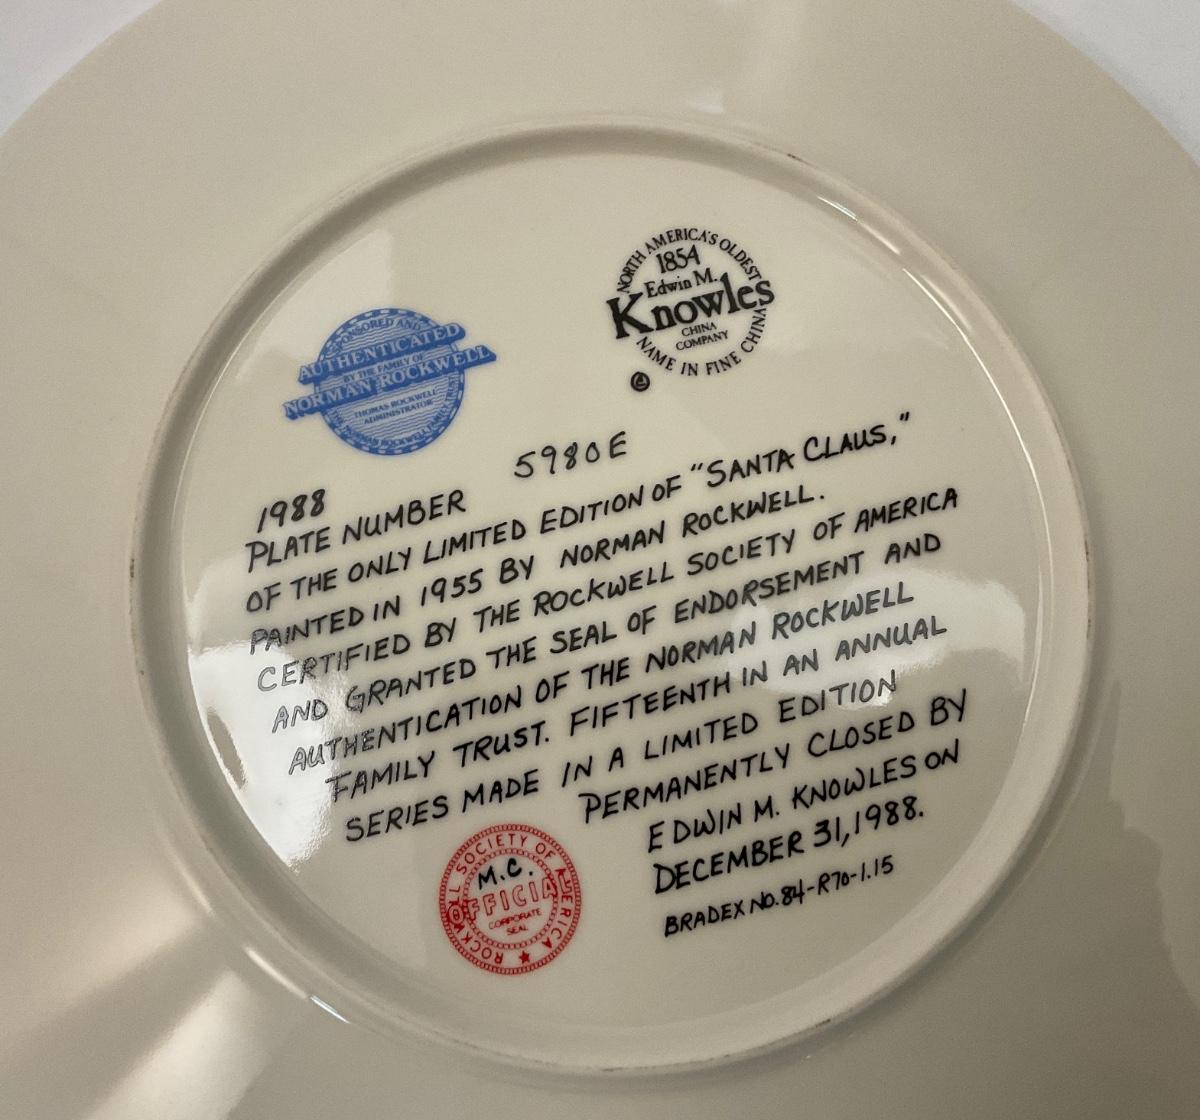 NORTH AMERICA'S OLDEST
1854
Edwin M.
Knowles
CHINA
COMPANY
NAME IN FINE CHINA
AUTHENTICATED
BY THE FAMILY OF
NORMAN ROCKWELL
THOMAS ROCKWELL
ADMINISTRATOR
1988
PLATE NUMBER 5980E
OF THE ONLY LIMITED EDITION OF "SANTA CLAUS,"
PAINTED IN 1955 BY NORMAN ROCKWELL.
CERTIFIED BY THE ROCKWELL SOCIETY OF AMERICA
AND GRANTED THE SEAL OF ENDORSEMENT AND
AUTHENTICATION OF THE NORMAN ROCKWELL
FAMILY TRUST. FIFTEENTH IN AN ANNUAL
SERIES MADE IN A LIMITED EDITION
PERMANENTLY CLOSED BY
EDWIN M. KNOWLES ON
DECEMBER 31, 1988.
BRADEX NO. 84-R70-1.15
ROCKWELL SOCIETY OF AMERICA
M.C.
OFFICIAL
CORPORATE
SEAL